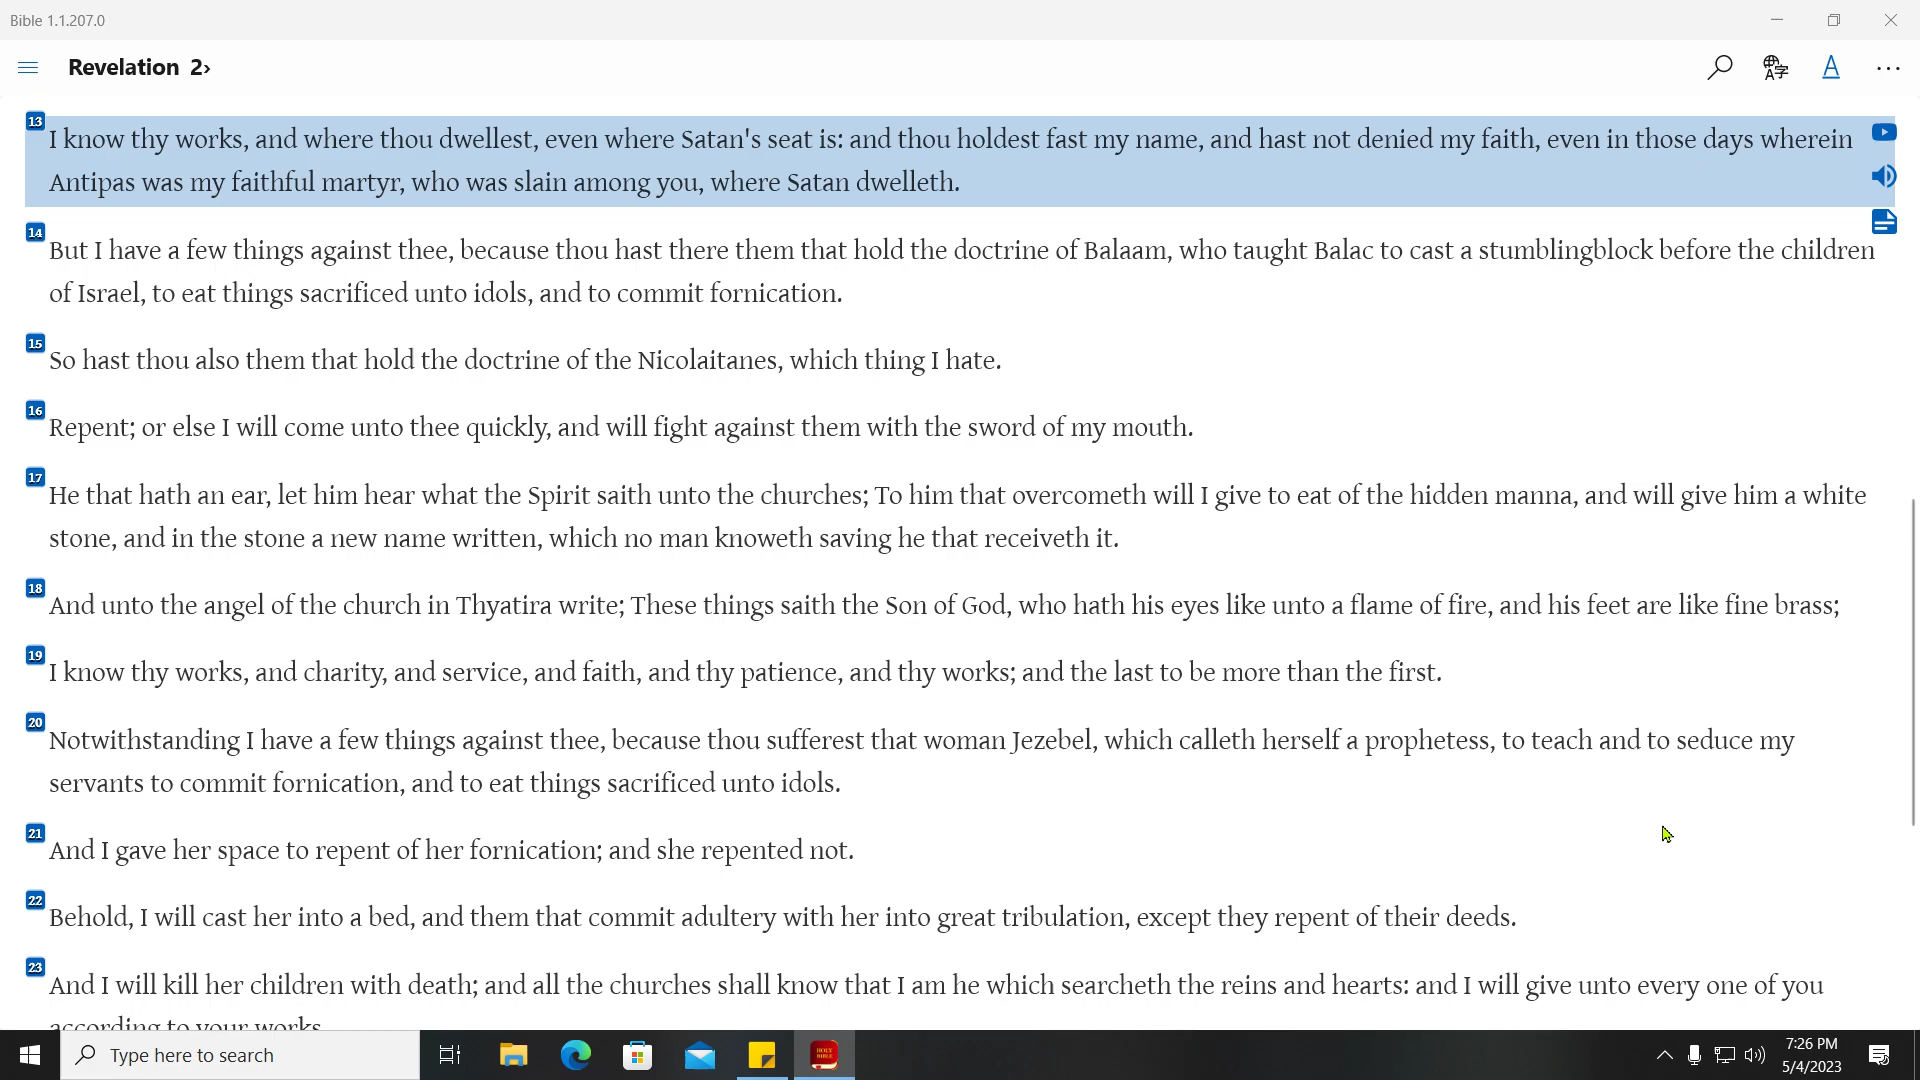 Bible 1.1.207.0
Revelation 2›
13
I know thy works, and where thou dwellest, even where Satan's seat is: and thou holdest fast my name, and hast not denied my faith, even in those days wherein
Antipas was my faithful martyr, who was slain among you, where Satan dwelleth.
14
But I have a few things against thee, because thou hast there them that hold the doctrine of Balaam, who taught Balac to cast a stumblingblock before the children
of Israel, to eat things sacrificed unto idols, and to commit fornication.
15
So hast thou also them that hold the doctrine of the Nicolaitanes, which thing I hate.
16
Repent; or else I will come unto thee quickly, and will fight against them with the sword of my mouth.
17
He that hath an ear, let him hear what the Spirit saith unto the churches; To him that overcometh will I give to eat of the hidden manna, and will give him a white
stone, and in the stone a new name written, which no man knoweth saving he that receiveth it.
18
And unto the angel of the church in Thyatira write; These things saith the Son of God, who hath his eyes like unto a flame of fire, and his feet are like fine brass;
19
I know thy works, and charity, and service, and faith, and thy patience, and thy works; and the last to be more than the first.
20
Notwithstanding I have a few things against thee, because thou sufferest that woman Jezebel, which calleth herself a prophetess, to teach and to seduce my
servants to commit fornication, and to eat things sacrificed unto idols.
21
And I gave her space to repent of her fornication; and she repented not.
22
Behold, I will cast her into a bed, and them that commit adultery with her into great tribulation, except they repent of their deeds.
23
And I will kill her children with death; and all the churches shall know that I am he which searcheth the reins and hearts: and I will give unto every one of you
according to your works.
Type here to search
HOLY BIBLE
7:26 PM
5/4/2023